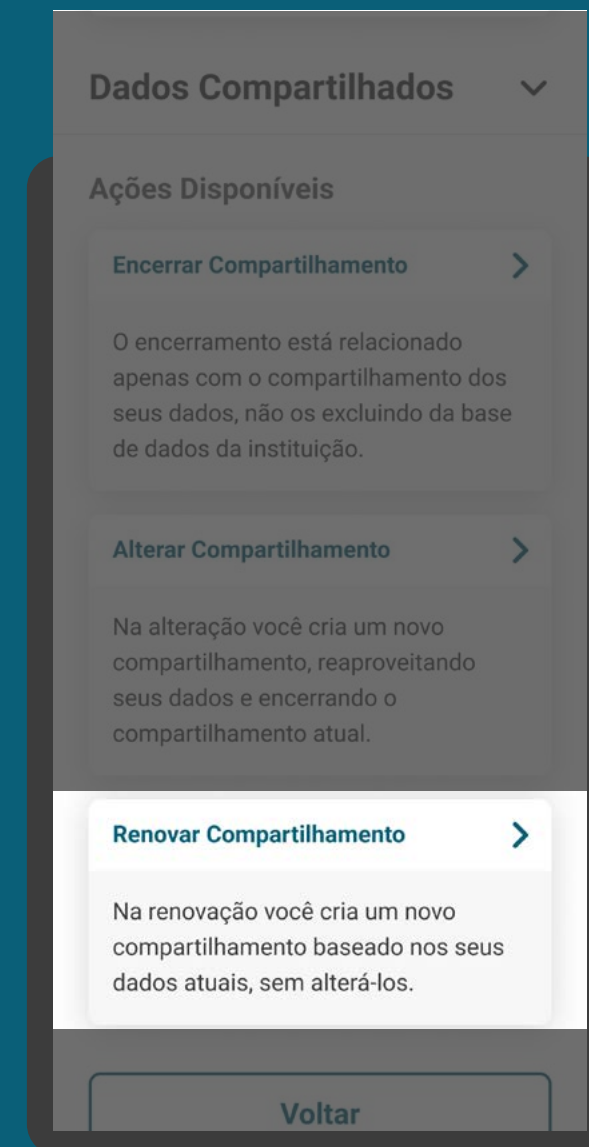 Dados Compartilhados
Ações Disponíveis
Encerrar Compartilhamento
O encerramento está relacionado
apenas com o compartilhamento dos
seus dados, não os excluindo da base
de dados da instituição.
Alterar Compartilhamento
Na alteração você cria um novo
compartilhamento, reaproveitando
seus dados e encerrando o
compartilhamento atual.
Renovar Compartilhamento
Na renovação você cria um novo
compartilhamento baseado nos seus
dados atuais, sem alterá-los.
Voltar